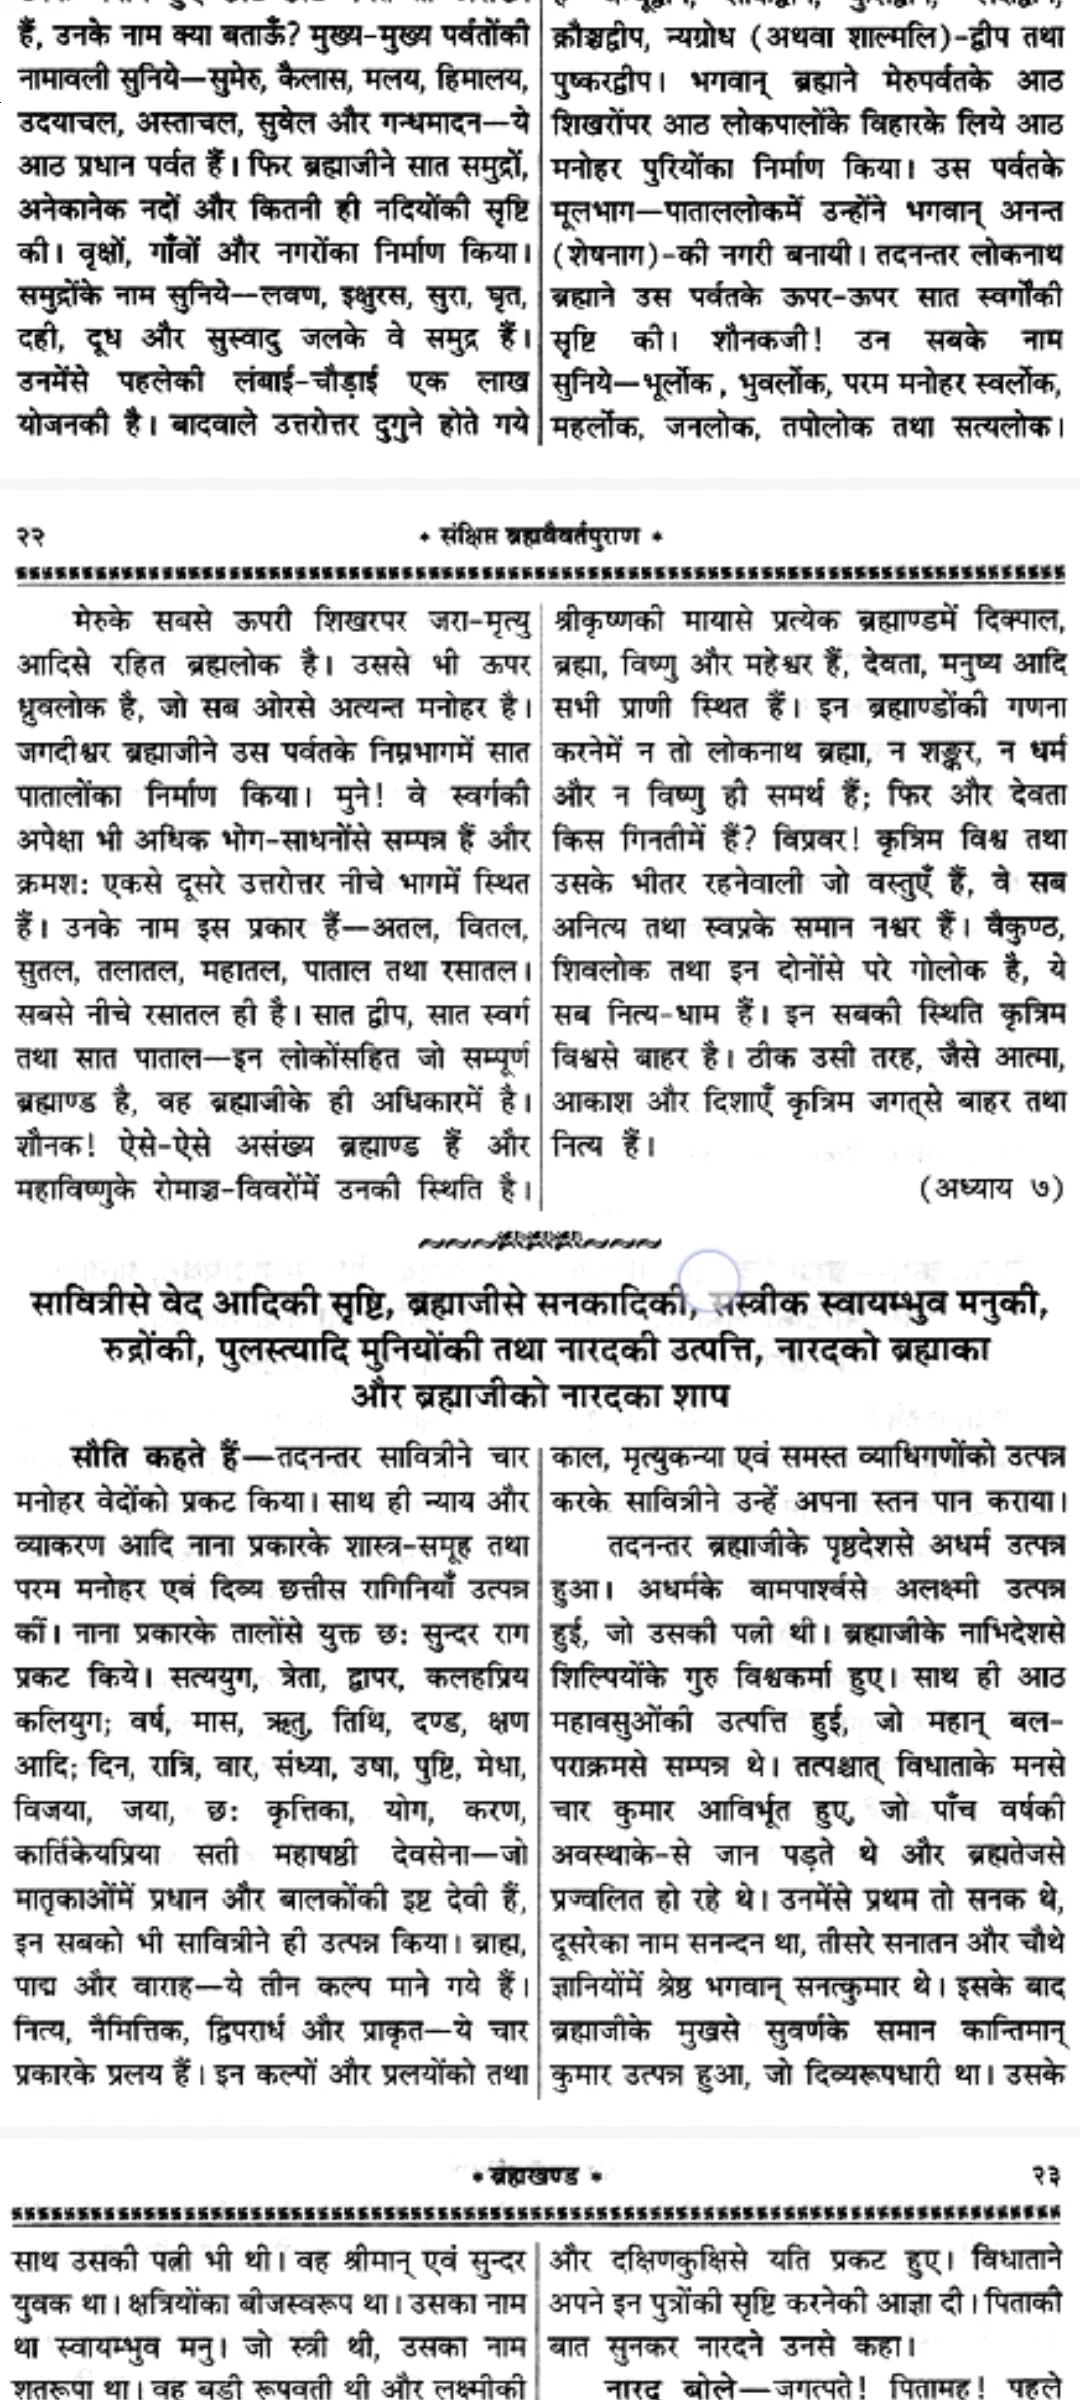 हैं, उनके नाम क्या बताऊँ? मुख्य-मुख्य पर्वतोंकी
नामावली सुनिये—सुमेरु, कैलास, मलय, हिमालय,
उदयाचल, अस्ताचल, सुवेल और गन्धमादन—ये
आठ प्रधान पर्वत हैं। फिर ब्रह्माजीने सात समुद्रों,
अनेकानेक नदों और कितनी ही नदियोंकी सृष्टि
की। वृक्षों, गाँवों और नगरोंका निर्माण किया।
समुद्रोंके नाम सुनिये—लवण, इक्षुरस, सुरा, घृत,
दही, दूध और सुस्वादु जलके वे समुद्र हैं।
उनमेंसे पहलेकी लंबाई-चौड़ाई एक लाख
योजनकी है। बादवाले उत्तरोत्तर दुगुने होते गये
क्रौञ्चद्वीप, न्यग्रोध (अथवा शाल्मलि)-द्वीप तथा
पुष्करद्वीप। भगवान् ब्रह्माने मेरुपर्वतके आठ
शिखरोंपर आठ लोकपालोंके विहारके लिये आठ
मनोहर पुरियोंका निर्माण किया। उस पर्वतके
मूलभाग—पाताललोकमें उन्होंने भगवान् अनन्त
(शेषनाग)-की नगरी बनायी। तदनन्तर लोकनाथ
ब्रह्माने उस पर्वतके ऊपर-ऊपर सात स्वर्गोंकी
सृष्टि की। शौनकजी! उन सबके नाम
सुनिये—भूर्लोक, भुवर्लोक, परम मनोहर स्वर्लोक,
महर्लोक, जनलोक, तपोलोक तथा सत्यलोक।
२२
* संक्षिप्त ब्रह्मवैवर्तपुराण *
मेरुके सबसे ऊपरी शिखरपर जरा-मृत्यु
आदिसे रहित ब्रह्मलोक है। उससे भी ऊपर
ध्रुवलोक है, जो सब ओरसे अत्यन्त मनोहर है।
जगदीश्वर ब्रह्माजीने उस पर्वतके निम्नभागमें सात
पातालोंका निर्माण किया। मुने! वे स्वर्गकी
अपेक्षा भी अधिक भोग-साधनोंसे सम्पन्न हैं और
क्रमश: एकसे दूसरे उत्तरोत्तर नीचे भागमें स्थित
हैं। उनके नाम इस प्रकार हैं—अतल, वितल,
सुतल, तलातल, महातल, पाताल तथा रसातल।
सबसे नीचे रसातल ही है। सात द्वीप, सात स्वर्ग
तथा सात पाताल—इन लोकोंसहित जो सम्पूर्ण
ब्रह्माण्ड है, वह ब्रह्माजीके ही अधिकारमें है।
शौनक! ऐसे-ऐसे असंख्य ब्रह्माण्ड हैं और
महाविष्णुके रोमाञ्च-विवरोंमें उनकी स्थिति है।
श्रीकृष्णकी मायासे प्रत्येक ब्रह्माण्डमें दिक्पाल,
ब्रह्मा, विष्णु और महेश्वर हैं, देवता, मनुष्य आदि
सभी प्राणी स्थित हैं। इन ब्रह्माण्डोंकी गणना
करनेमें न तो लोकनाथ ब्रह्मा, न शङ्कर, न धर्म
और न विष्णु ही समर्थ हैं; फिर और देवता
किस गिनतीमें हैं? विप्रवर! कृत्रिम विश्व तथा
उसके भीतर रहनेवाली जो वस्तुएँ हैं, वे सब
अनित्य तथा स्वप्नके समान नश्वर हैं। वैकुण्ठ,
शिवलोक तथा इन दोनोंसे परे गोलोक है, ये
सब नित्य-धाम हैं। इन सबकी स्थिति कृत्रिम
विश्वसे बाहर है। ठीक उसी तरह, जैसे आत्मा,
आकाश और दिशाएँ कृत्रिम जगत्‌से बाहर तथा
नित्य हैं।
(अध्याय ७)
सावित्रीसे वेद आदिकी सृष्टि, ब्रह्माजीसे सनकादिकी, सस्त्रीक स्वायम्भुव मनुकी,
रुद्रोंकी, पुलस्त्यादि मुनियोंकी तथा नारदकी उत्पत्ति, नारदको ब्रह्माका
और ब्रह्माजीको नारदका शाप
सौति कहते हैं—तदनन्तर सावित्रीने चार
मनोहर वेदोंको प्रकट किया। साथ ही न्याय और
व्याकरण आदि नाना प्रकारके शास्त्र-समूह तथा
परम मनोहर एवं दिव्य छत्तीस रागिनियाँ उत्पन्न
कीं। नाना प्रकारके तालोंसे युक्त छ: सुन्दर राग
प्रकट किये। सत्ययुग, त्रेता, द्वापर, कलहप्रिय
कलियुग; वर्ष, मास, ऋतु, तिथि, दण्ड, क्षण
आदि; दिन, रात्रि, वार, संध्या, उषा, पुष्टि, मेधा,
विजया, जया, छ: कृत्तिका, योग, करण,
कार्तिकेयप्रिया सती महाषष्ठी देवसेना—जो
मातृकाओंमें प्रधान और बालकोंकी इष्ट देवी हैं,
इन सबको भी सावित्रीने ही उत्पन्न किया। ब्राह्म,
पाद्म और वाराह—ये तीन कल्प माने गये हैं।
नित्य, नैमित्तिक, द्विपरार्ध और प्राकृत—ये चार
प्रकारके प्रलय हैं। इन कल्पों और प्रलयोंको तथा
काल, मृत्युकन्या एवं समस्त व्याधिगणोंको उत्पन्न
करके सावित्रीने उन्हें अपना स्तन पान कराया।
तदनन्तर ब्रह्माजीके पृष्ठदेशसे अधर्म उत्पन्न
हुआ। अधर्मके वामपार्श्वसे अलक्ष्मी उत्पन्न
हुई, जो उसकी पत्नी थी। ब्रह्माजीके नाभिदेशसे
शिल्पियोंके गुरु विश्वकर्मा हुए। साथ ही आठ
महावसुओंकी उत्पत्ति हुई, जो महान् बल-
पराक्रमसे सम्पन्न थे। तत्पश्चात् विधाताके मनसे
चार कुमार आविर्भूत हुए, जो पाँच वर्षकी
अवस्थाके-से जान पड़ते थे और ब्रह्मतेजसे
प्रज्वलित हो रहे थे। उनमेंसे प्रथम तो सनक थे,
दूसरेका नाम सनन्दन था, तीसरे सनातन और चौथे
ज्ञानियोंमें श्रेष्ठ भगवान् सनत्कुमार थे। इसके बाद
ब्रह्माजीके मुखसे सुवर्णके समान कान्तिमान्
कुमार उत्पन्न हुआ, जो दिव्यरूपधारी था। उसके
* ब्रह्मखण्ड *
२३
साथ उसकी पत्नी भी थी। वह श्रीमान् एवं सुन्दर
युवक था। क्षत्रियोंका बीजस्वरूप था। उसका नाम
था स्वायम्भुव मनु। जो स्त्री थी, उसका नाम
शतरूपा था। वह बड़ी रूपवती थी और लक्ष्मीकी
और दक्षिणकुक्षिसे यति प्रकट हुए। विधाताने
अपने इन पुत्रोंकी सृष्टि करनेकी आज्ञा दी। पिताकी
बात सुनकर नारदने उनसे कहा।
नारद बोले—जगत्पते! पितामह! पहले